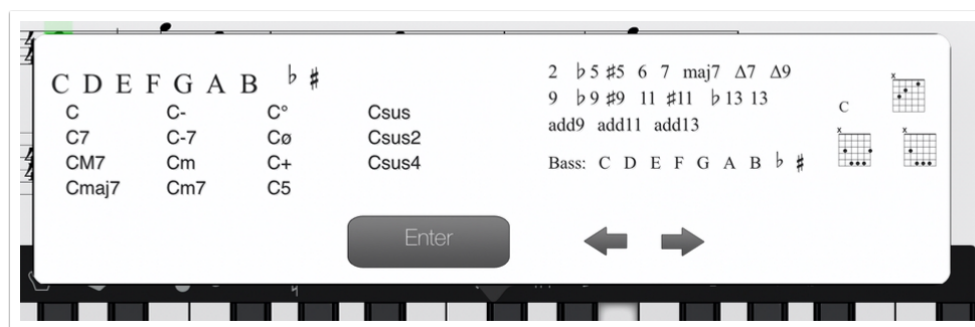 C D E F G A B ♭ ♯
C C- C° Csus
C7 C-7 Cø Csus2
CM7 Cm C+ Csus4
Cmaj7 Cm7 C5
2 ♭5 ♯5 6 7 maj7 Δ7 Δ9
9 ♭9 ♯9 11 ♯11 ♭13 13
add9 add11 add13
Bass: C D E F G A B ♭ ♯
C
x
x
x
Enter